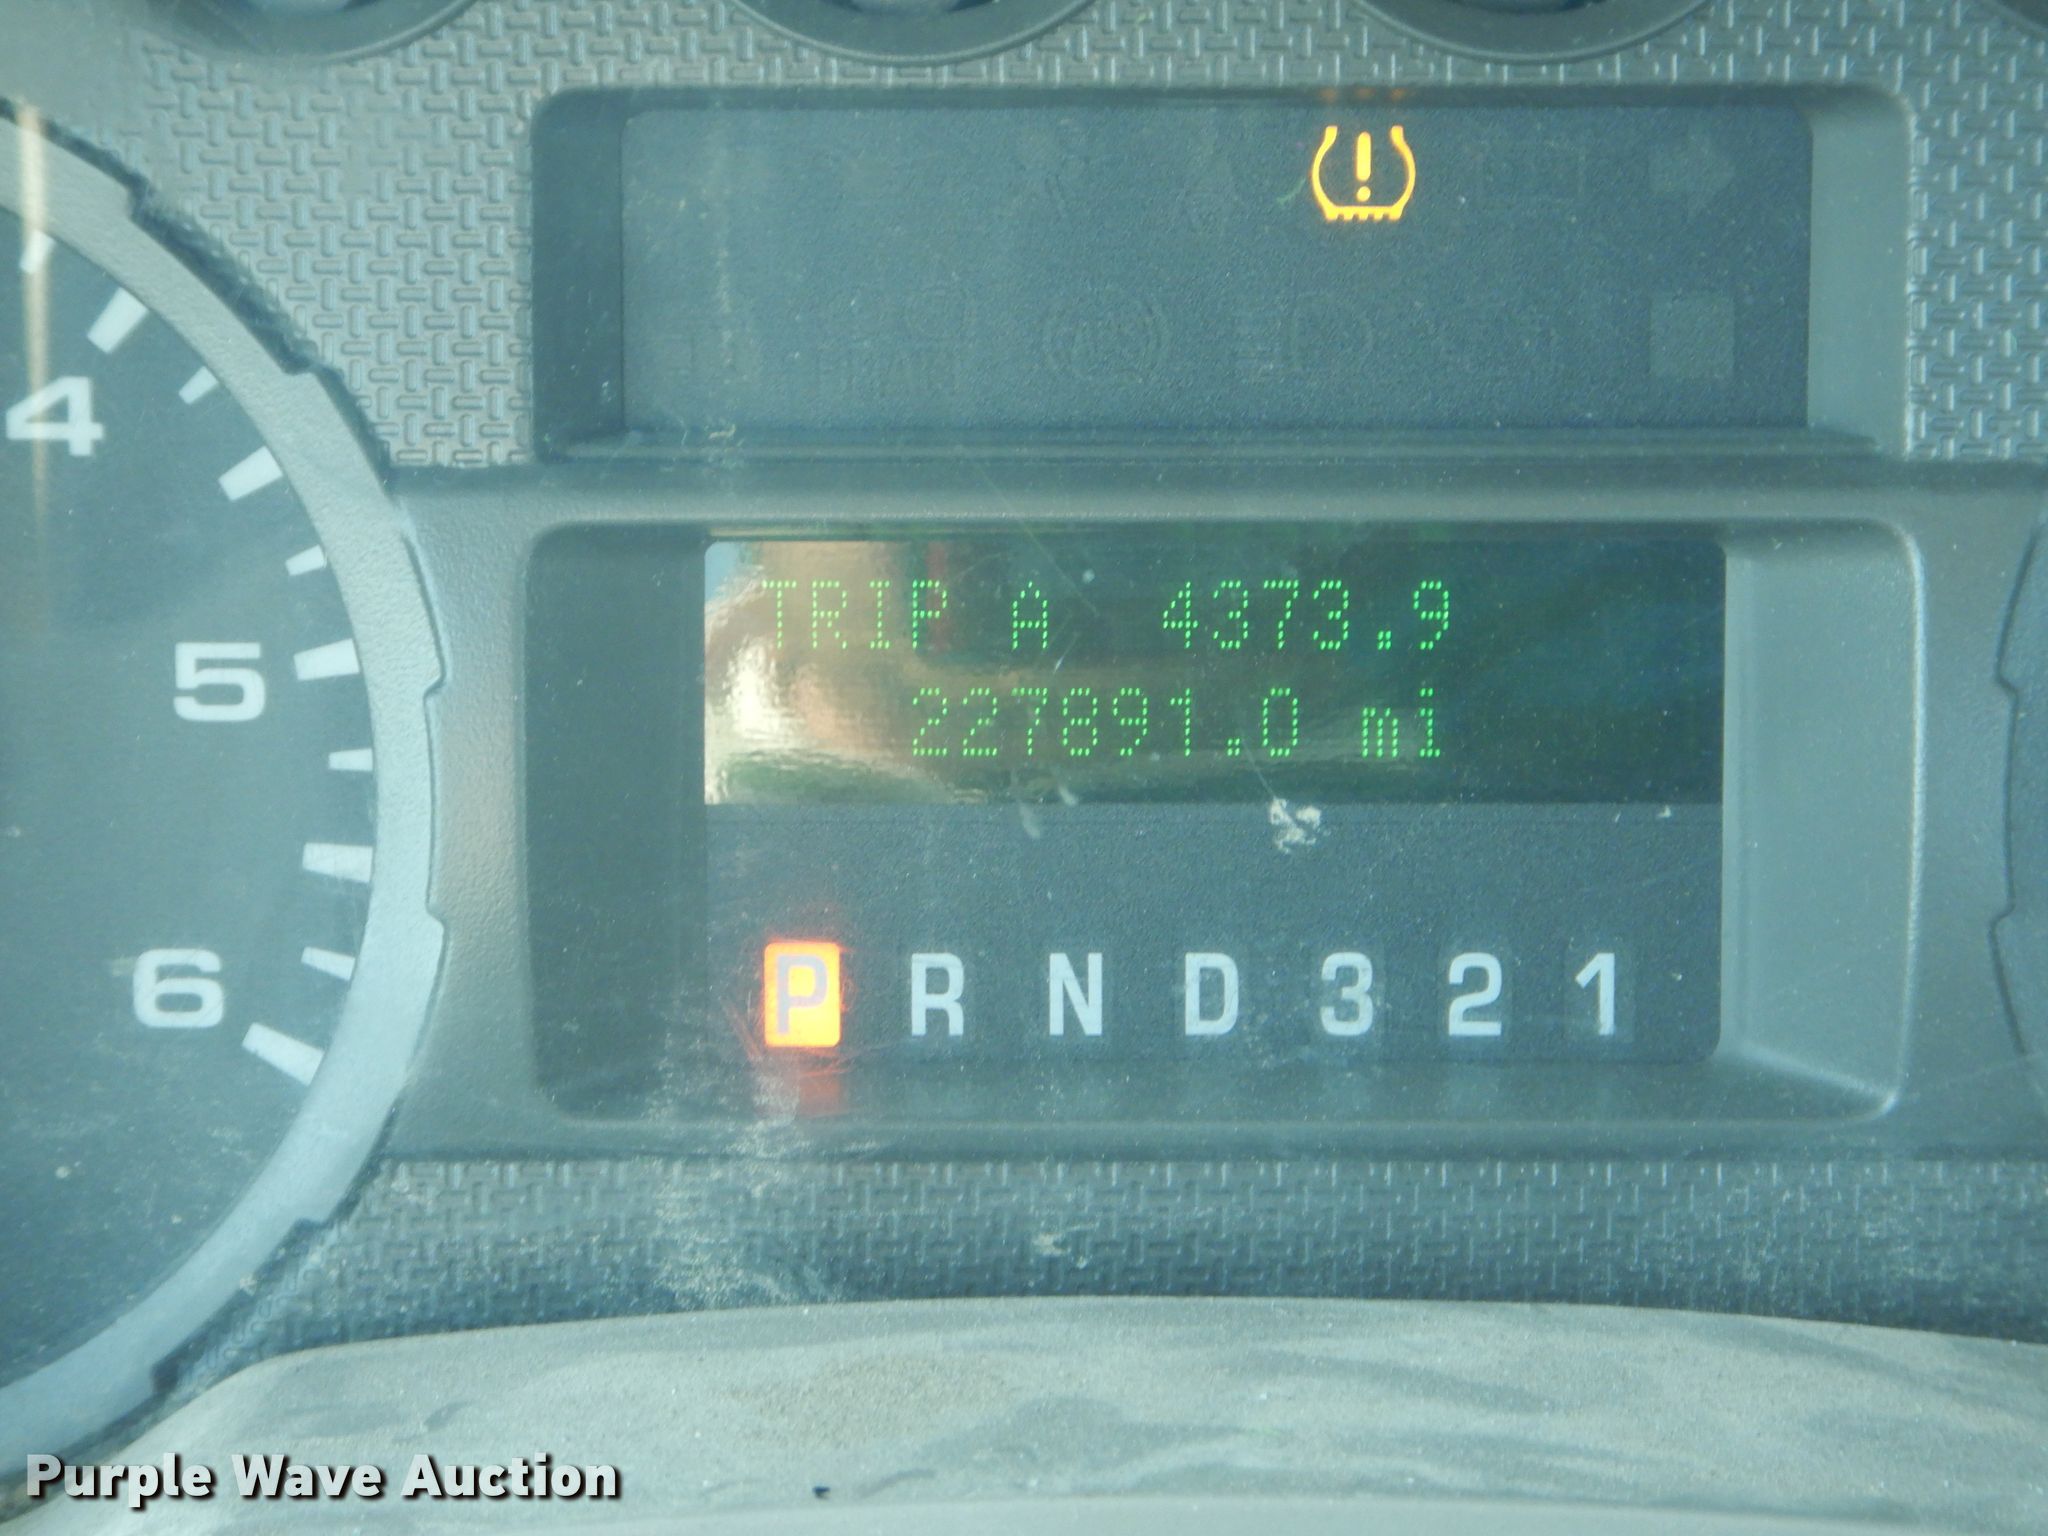 4
5
6
TRIP A 4373.9
227891.0 mi
P R N D 3 2 1
Purple Wave Auction